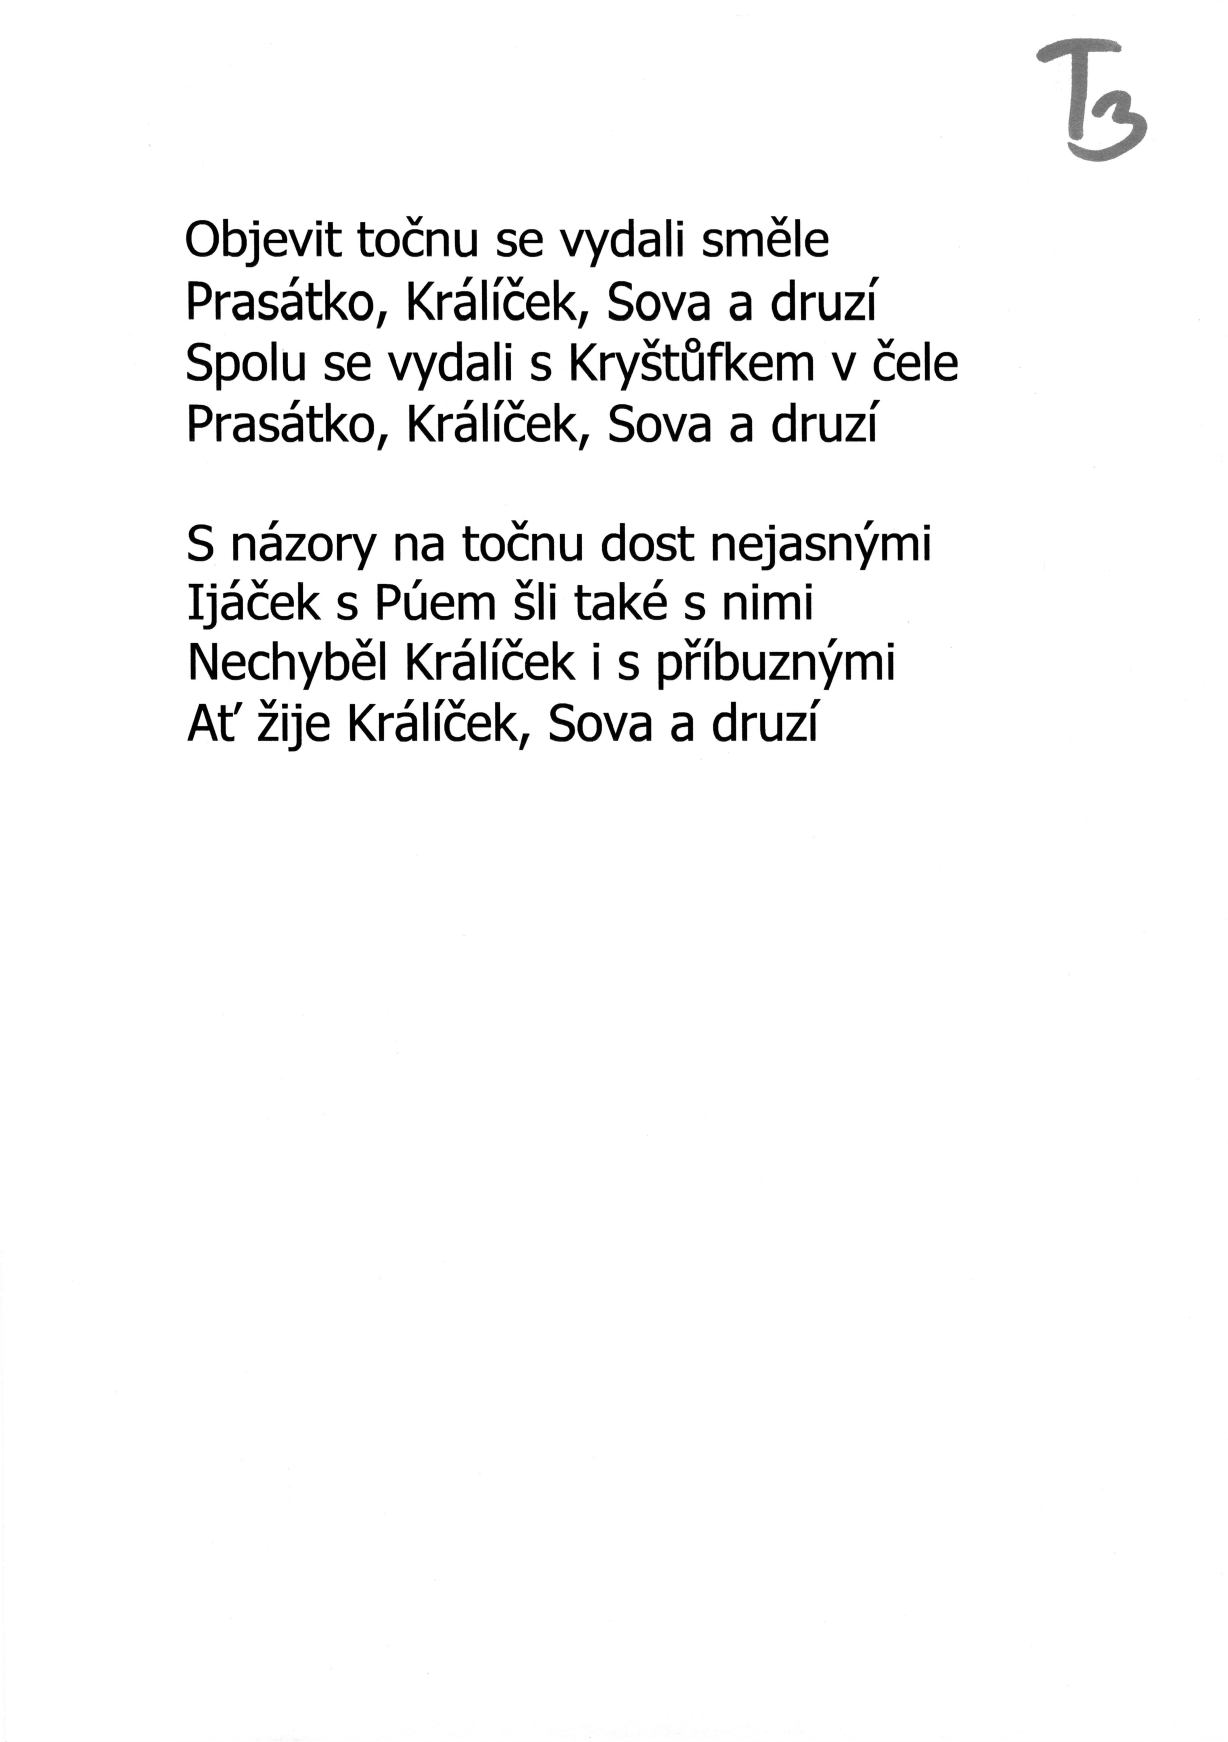 T3
Objevit točnu se vydali směle
Prasátko, Králíček, Sova a druzí
Spolu se vydali s Kryštůfkem v čele
Prasátko, Králíček, Sova a druzí
S názory na točnu dost nejasnými
Ijáček s Púem šli také s nimi
Nechyběl Králíček i s příbuznými
Ať žije Králíček, Sova a druzí